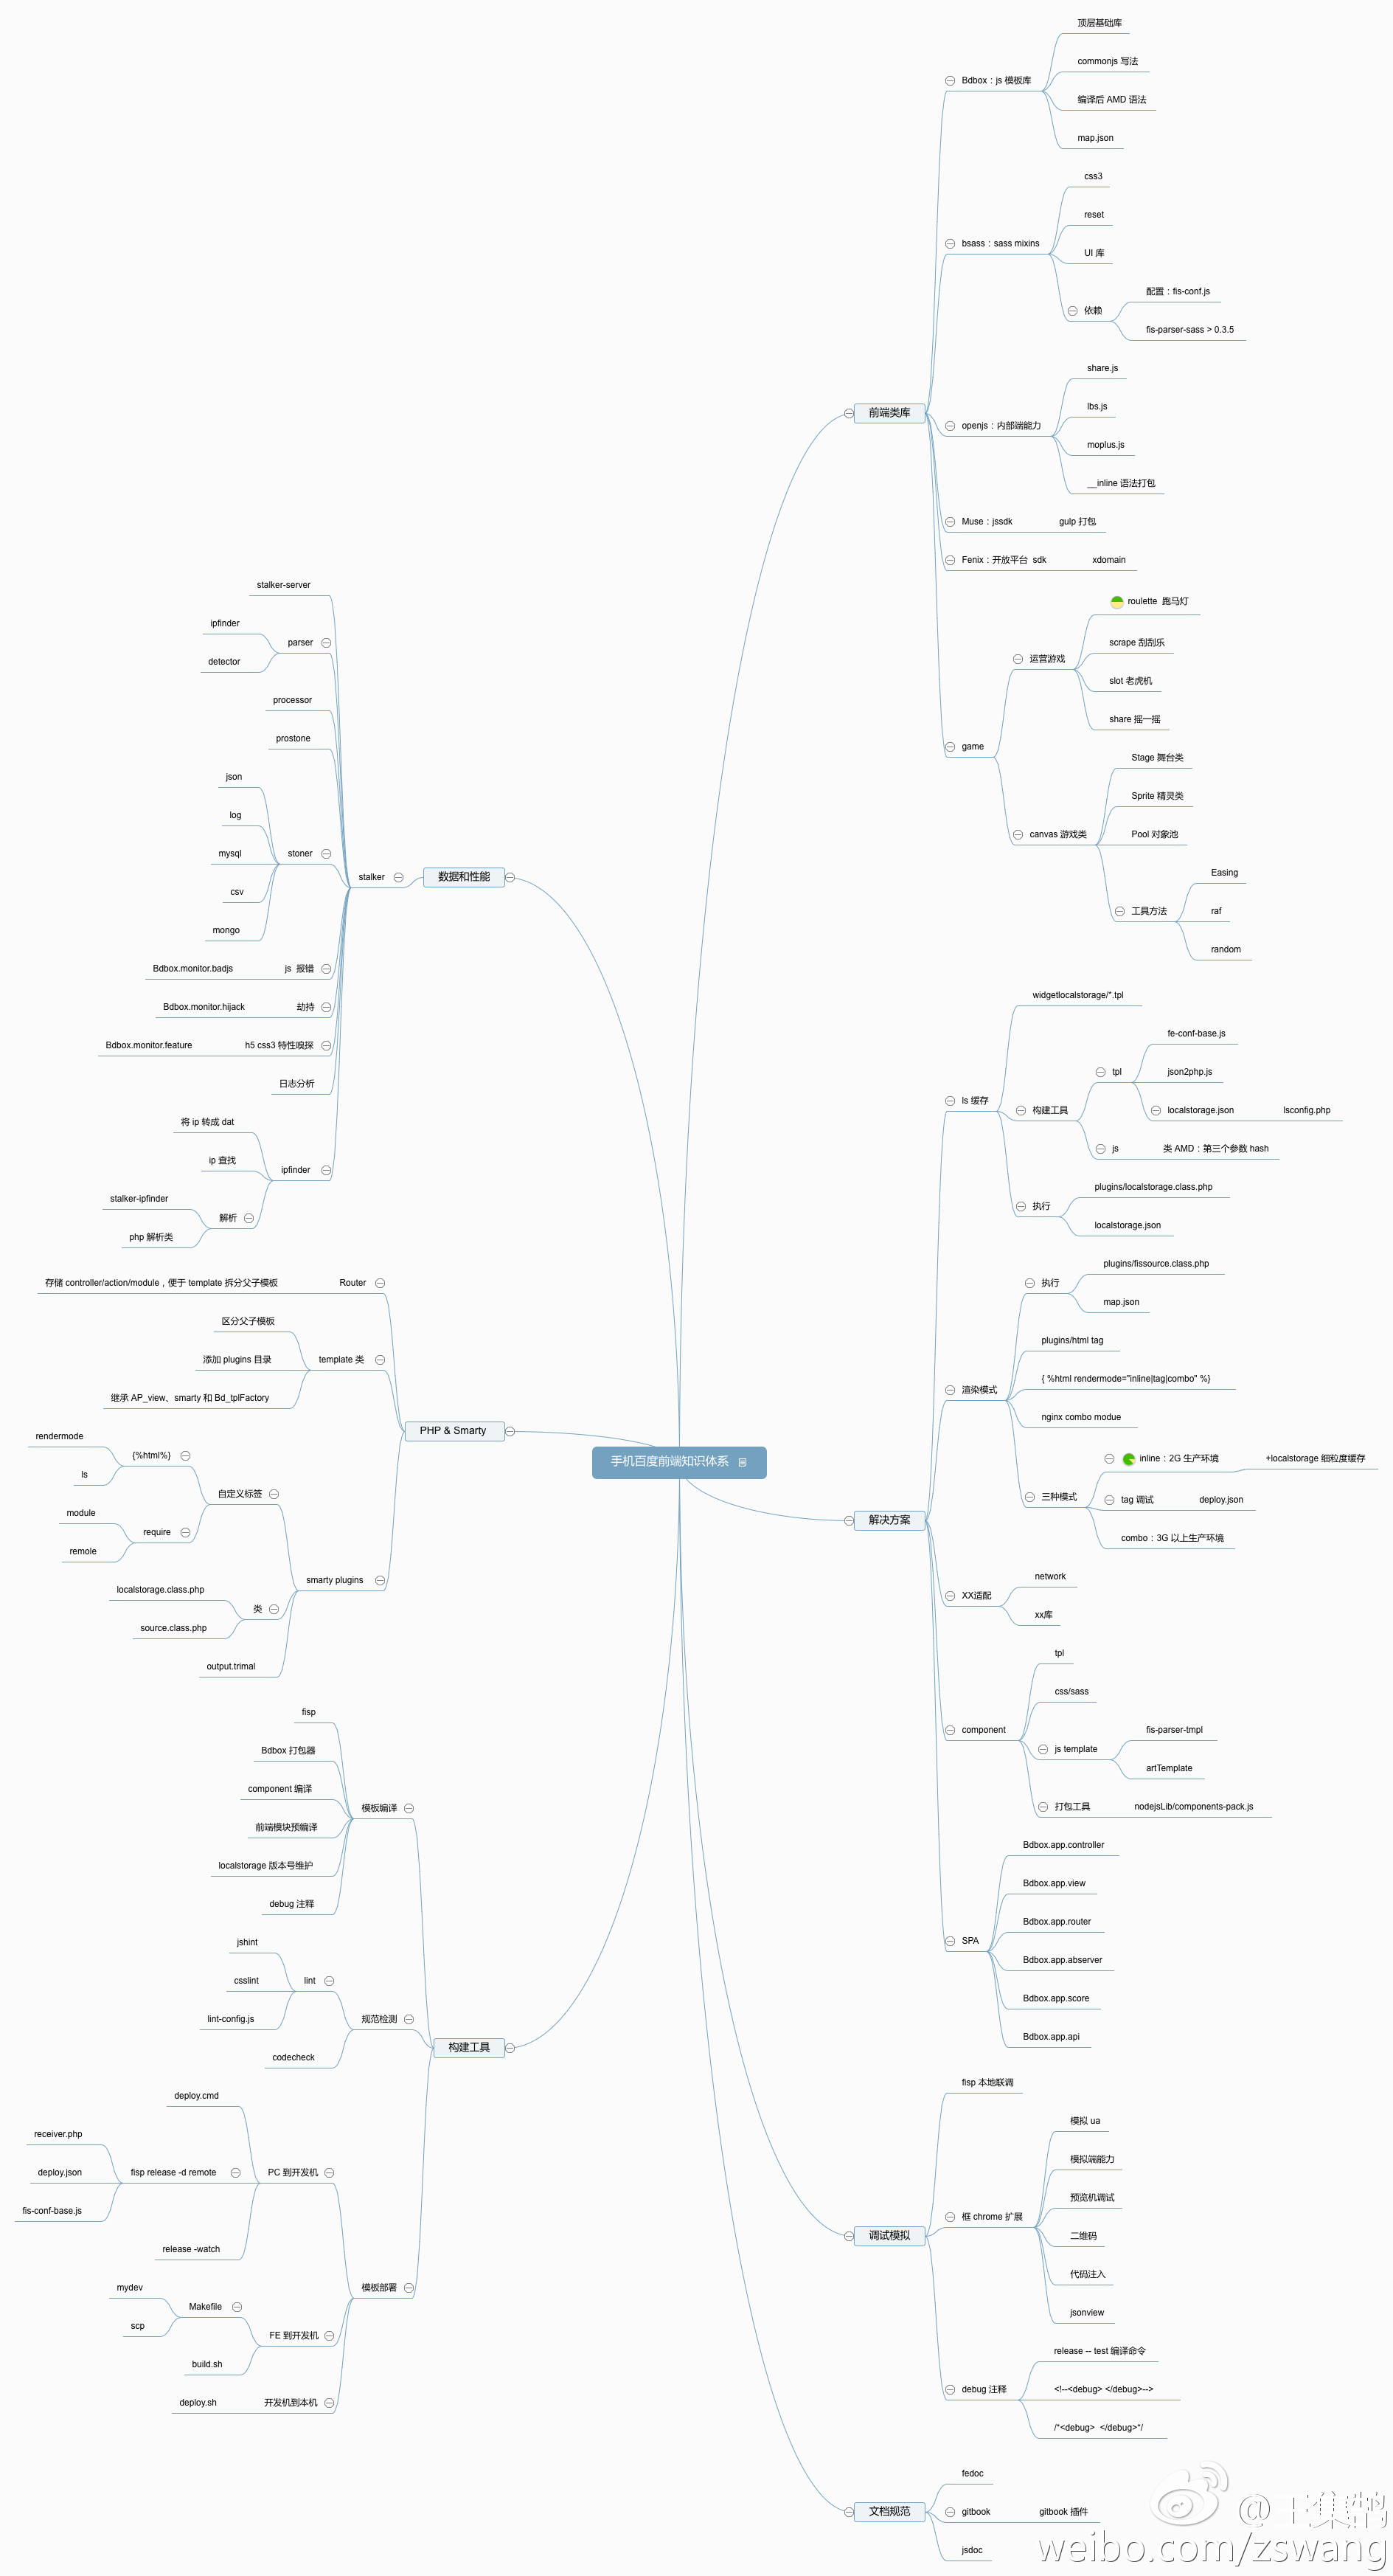 手机百度前端知识体系
前端类库
Bdbox：js 模板库
顶层基础库
commonjs 写法
编译后 AMD 语法
map.json
bsass：sass mixins
css3
reset
UI 库
依赖
配置：fis-conf.js
fis-parser-sass > 0.3.5
openjs：内部端能力
share.js
lbs.js
moplus.js
__inline 语法打包
Muse：jssdk
gulp 打包
Fenix：开放平台 sdk
xdomain
game
运营游戏
roulette 跑马灯
scrape 刮刮乐
slot 老虎机
share 摇一摇
canvas 游戏类
Stage 舞台类
Sprite 精灵类
Pool 对象池
工具方法
Easing
raf
random
解决方案
ls 缓存
widgetlocalstorage/*.tpl
构建工具
tpl
fe-conf-base.js
json2php.js
localstorage.json
lsconfig.php
js
类 AMD：第三个参数 hash
执行
plugins/localstorage.class.php
localstorage.json
渲染模式
执行
plugins/fissource.class.php
map.json
plugins/html tag
{ %html rendermode="inline|tag|combo" %}
nginx combo modue
三种模式
inline：2G 生产环境
+localstorage 细粒度缓存
tag 调试
deploy.json
combo：3G 以上生产环境
XX适配
network
xx库
component
tpl
css/sass
js template
fis-parser-tmpl
artTemplate
打包工具
nodejsLib/components-pack.js
SPA
Bdbox.app.controller
Bdbox.app.view
Bdbox.app.router
Bdbox.app.abserver
Bdbox.app.score
Bdbox.app.api
调试模拟
fisp 本地联调
框 chrome 扩展
模拟 ua
模拟端能力
预览机调试
二维码
代码注入
jsonview
debug 注释
release -- test 编译命令
<!--<debug> </debug>-->
/*<debug> </debug>*/
文档规范
fedoc
gitbook
gitbook 插件
jsdoc
数据和性能
stalker
stalker-server
parser
ipfinder
detector
processor
prostone
stoner
json
log
mysql
csv
mongo
js 报错
Bdbox.monitor.badjs
劫持
Bdbox.monitor.hijack
h5 css3 特性嗅探
Bdbox.monitor.feature
日志分析
ipfinder
将 ip 转成 dat
ip 查找
解析
stalker-ipfinder
php 解析类
PHP & Smarty
Router
存储 controller/action/module，便于 template 拆分父子模板
template 类
区分父子模板
添加 plugins 目录
继承 AP_view、smarty 和 Bd_tplFactory
smarty plugins
自定义标签
{%html%}
rendermode
ls
require
module
remole
类
localstorage.class.php
source.class.php
output.trimal
构建工具
模板编译
fisp
Bdbox 打包器
component 编译
前端模块预编译
localstorage 版本号维护
debug 注释
规范检测
lint
jshint
csslint
lint-config.js
codecheck
模板部署
PC 到开发机
deploy.cmd
fisp release -d remote
receiver.php
deploy.json
fis-conf-base.js
release -watch
FE 到开发机
Makefile
mydev
scp
build.sh
开发机到本机
deploy.sh
@王集鹄
weibo.com/zswang